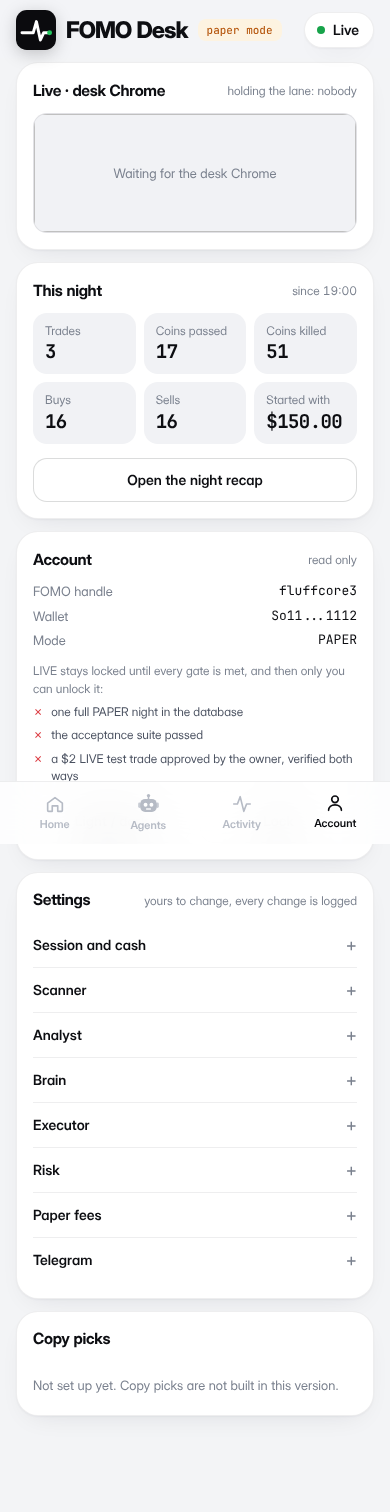 FOMO Desk
paper mode
Live
Live · desk Chrome
holding the lane: nobody
Waiting for the desk Chrome
This night
since 19:00
Trades
3
Coins passed
17
Coins killed
51
Buys
16
Sells
16
Started with
$150.00
Open the night recap
Account
read only
FOMO handle
fluffcore3
Wallet
So11...1112
Mode
PAPER
LIVE stays locked until every gate is met, and then only you
can unlock it:
× one full PAPER night in the database
× the acceptance suite passed
× a $2 LIVE test trade approved by the owner, verified both
ways
Home
Agents
Activity
Account
Settings
yours to change, every change is logged
Session and cash +
Scanner +
Analyst +
Brain +
Executor +
Risk +
Paper fees +
Telegram +
Copy picks
Not set up yet. Copy picks are not built in this version.